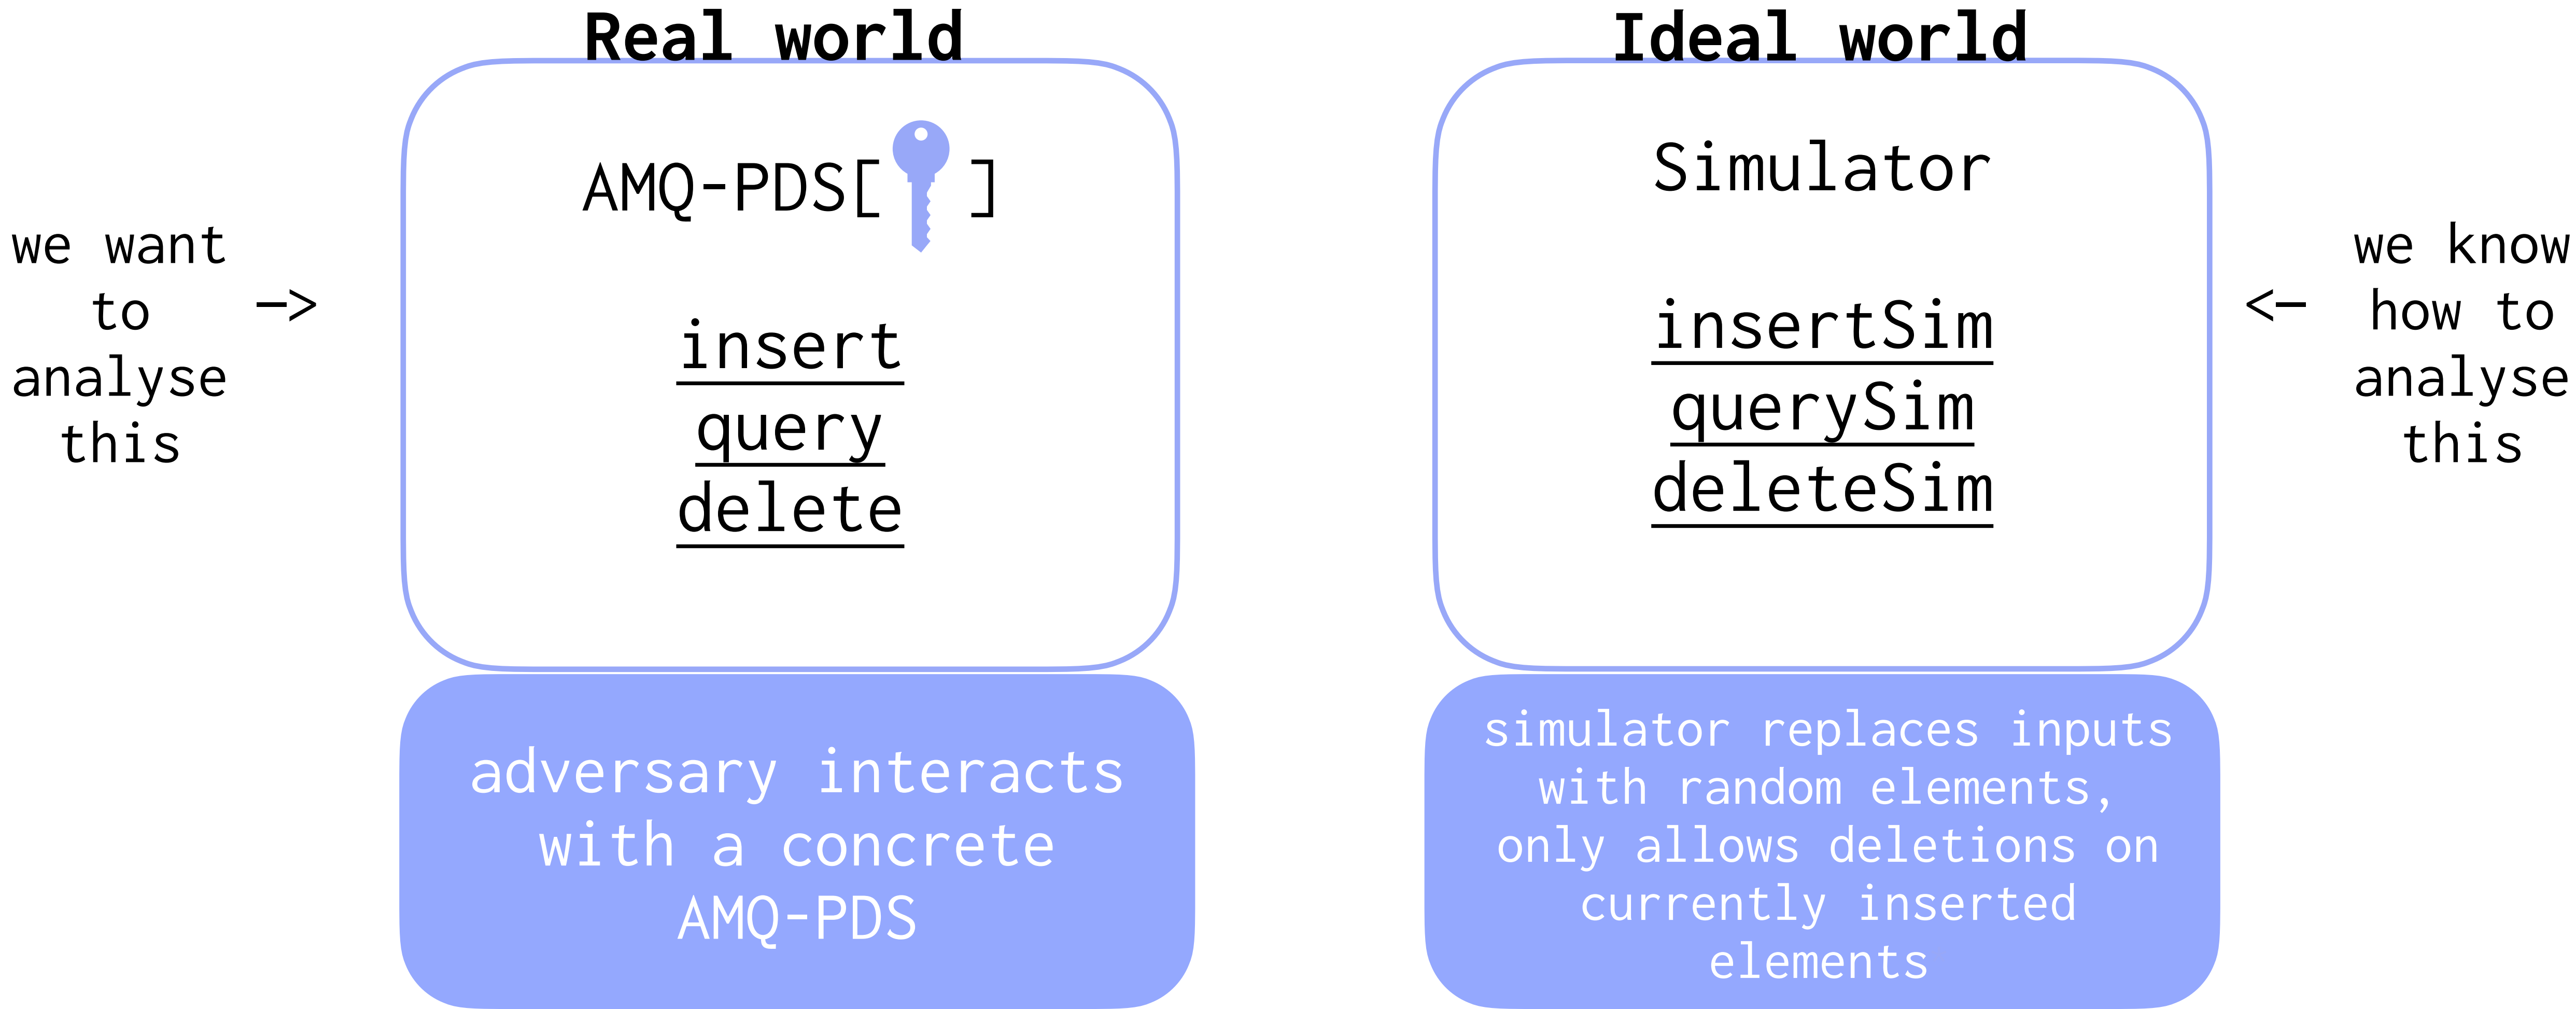 Real world
AMQ-PDS[ ]
insert
query
delete
we want
to
analyse
this
—>
adversary interacts
with a concrete
AMQ-PDS
Ideal world
Simulator
insertSim
querySim
deleteSim
<—
we know
how to
analyse
this
simulator replaces inputs
with random elements,
only allows deletions on
currently inserted
elements